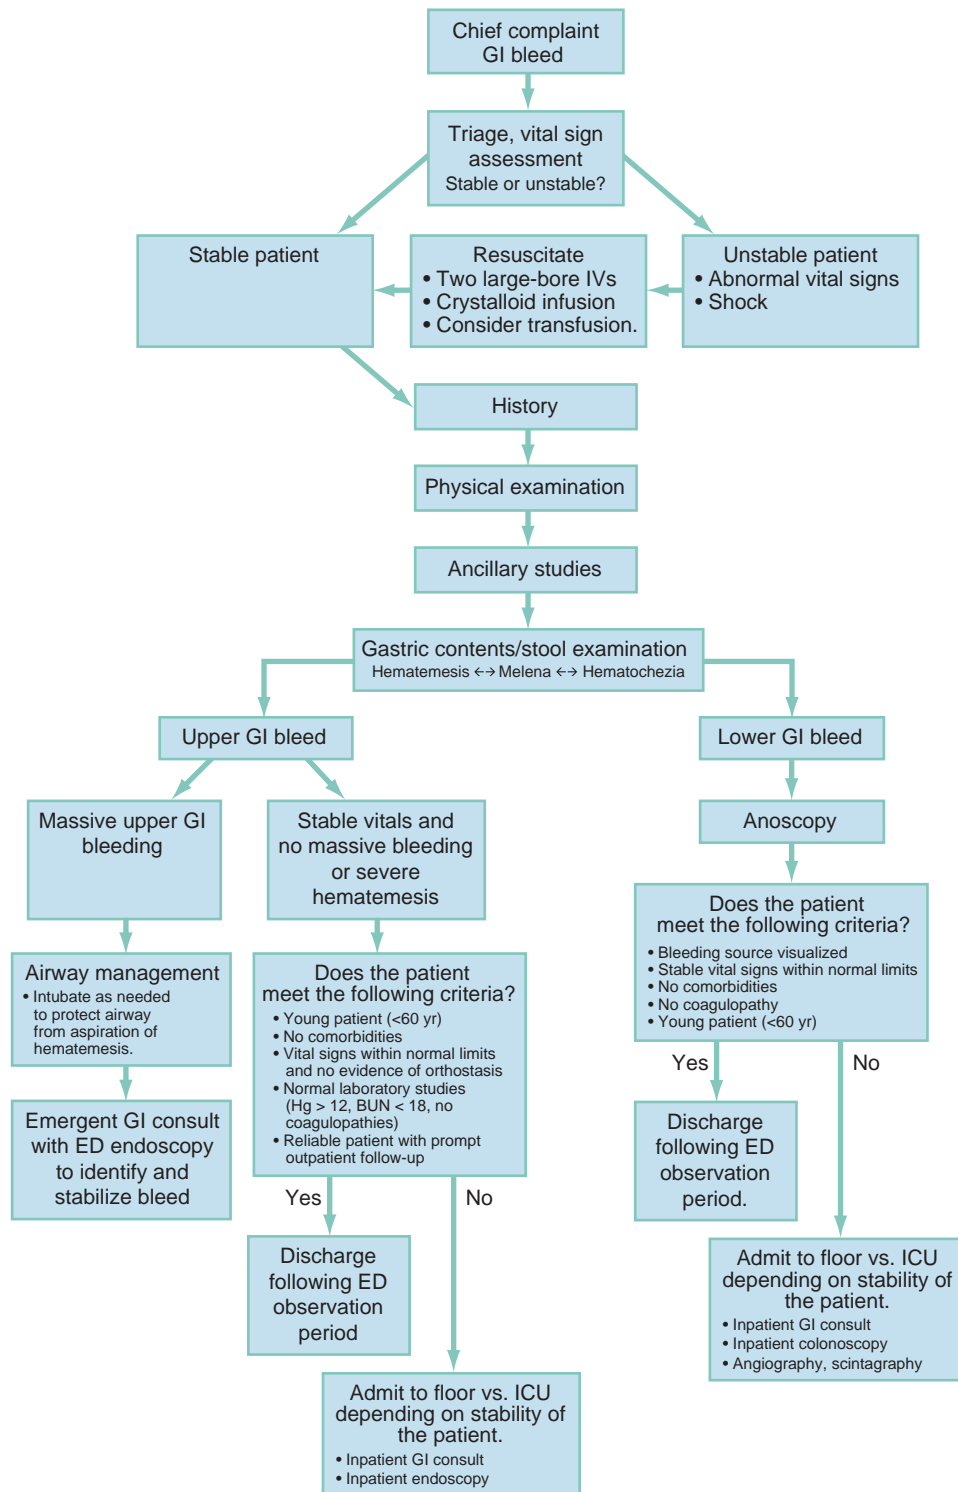 Chief complaint
GI bleed
Triage, vital sign
assessment
Stable or unstable?
Stable patient
Resuscitate
• Two large-bore IVs
• Crystalloid infusion
• Consider transfusion.
Unstable patient
• Abnormal vital signs
• Shock
History
Physical examination
Ancillary studies
Gastric contents/stool examination
Hematemesis ↔ Melena ↔ Hematochezia
Upper GI bleed
Lower GI bleed
Massive upper GI
bleeding
Stable vitals and
no massive bleeding
or severe
hematemesis
Anoscopy
Airway management
• Intubate as needed
to protect airway
from aspiration of
hematemesis.
Emergent GI consult
with ED endoscopy
to identify and
stabilize bleed
Does the patient
meet the following criteria?
• Young patient (<60 yr)
• No comorbidities
• Vital signs within normal limits
and no evidence of orthostasis
• Normal laboratory studies
(Hg > 12, BUN < 18, no
coagulopathies)
• Reliable patient with prompt
outpatient follow-up
Yes
No
Discharge
following ED
observation
period
Admit to floor vs. ICU
depending on stability of
the patient.
• Inpatient GI consult
• Inpatient endoscopy
Does the patient
meet the following criteria?
• Bleeding source visualized
• Stable vital signs within normal limits
• No comorbidities
• No coagulopathy
• Young patient (<60 yr)
Yes
No
Discharge
following ED
observation
period.
Admit to floor vs. ICU
depending on stability of
the patient.
• Inpatient GI consult
• Inpatient colonoscopy
• Angiography, scintagraphy